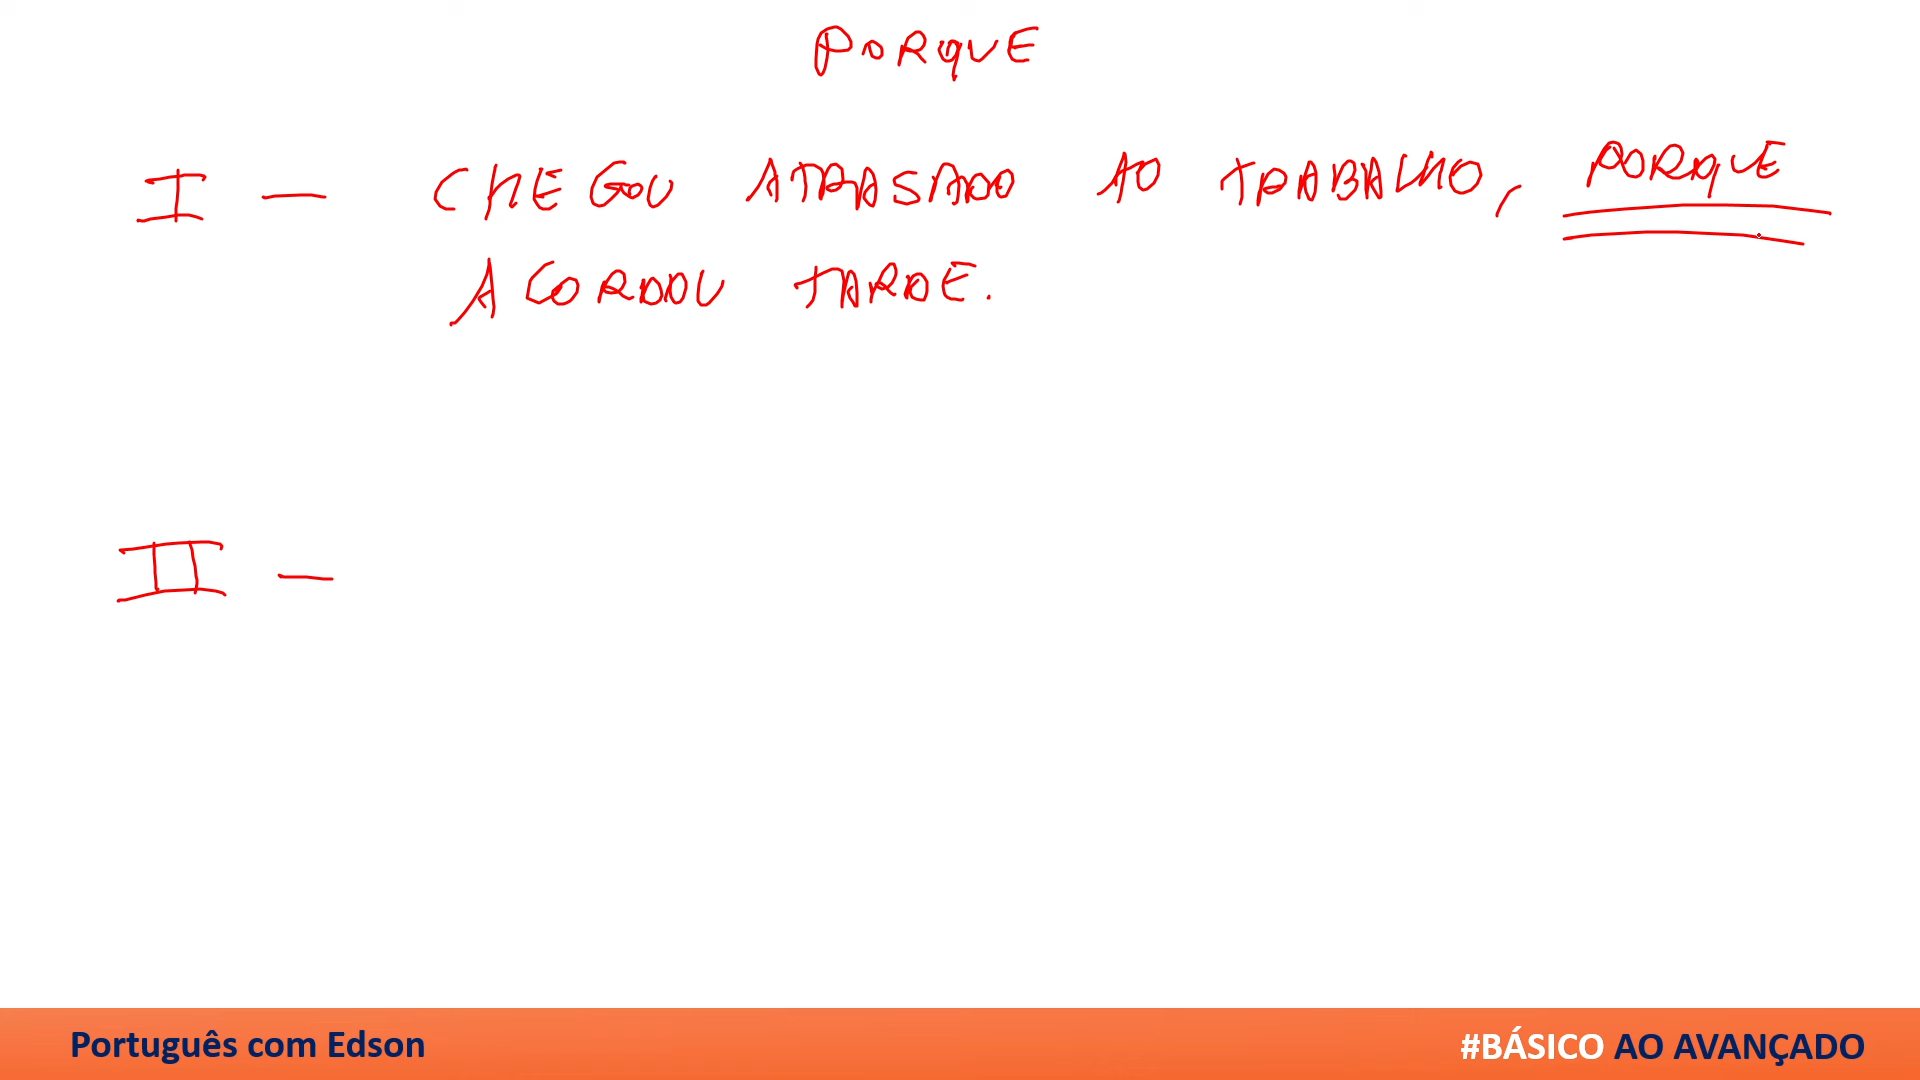 PORQUE
I — CHEGOU ATRASADO AO TRABALHO, PORQUE
ACORDOU TARDE.
II —
Português com Edson
#BÁSICO AO AVANÇADO